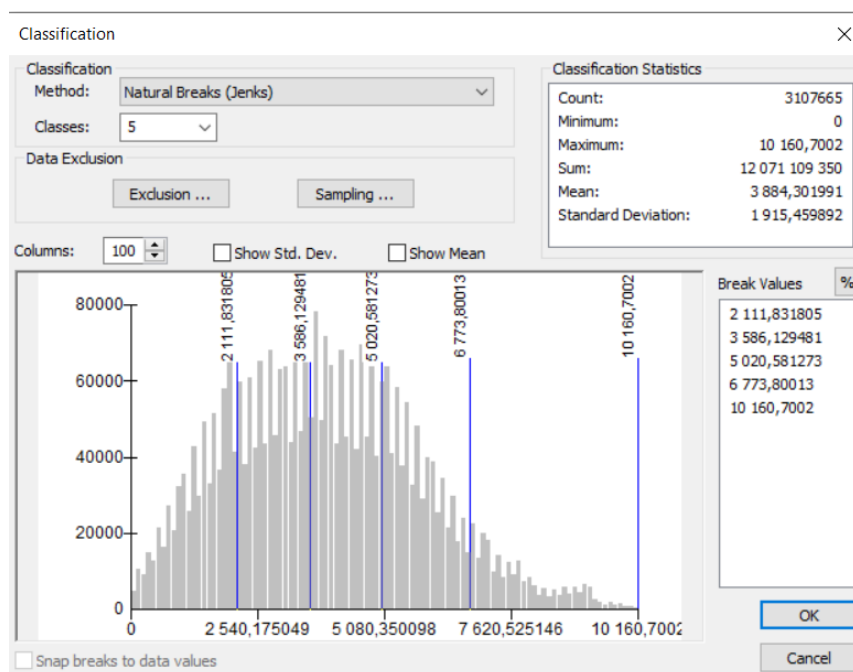 Classification
Classification
Method: Natural Breaks (Jenks)
Classes: 5
Data Exclusion
Exclusion ...
Sampling ...
Classification Statistics
Count: 3107665
Minimum: 0
Maximum: 10 160,7002
Sum: 12 071 109 350
Mean: 3 884,301991
Standard Deviation: 1 915,459892
Columns: 100
Show Std. Dev.
Show Mean
Break Values
%
2 111,831805
3 586,129481
5 020,581273
6 773,80013
10 160,7002
80000
60000
40000
20000
0
2 111,831805
3 586,129481
5 020,581273
6 773,80013
10 160,7002
0 2 540,175049 5 080,350098 7 620,525146 10 160,7002
OK
Cancel
Snap breaks to data values